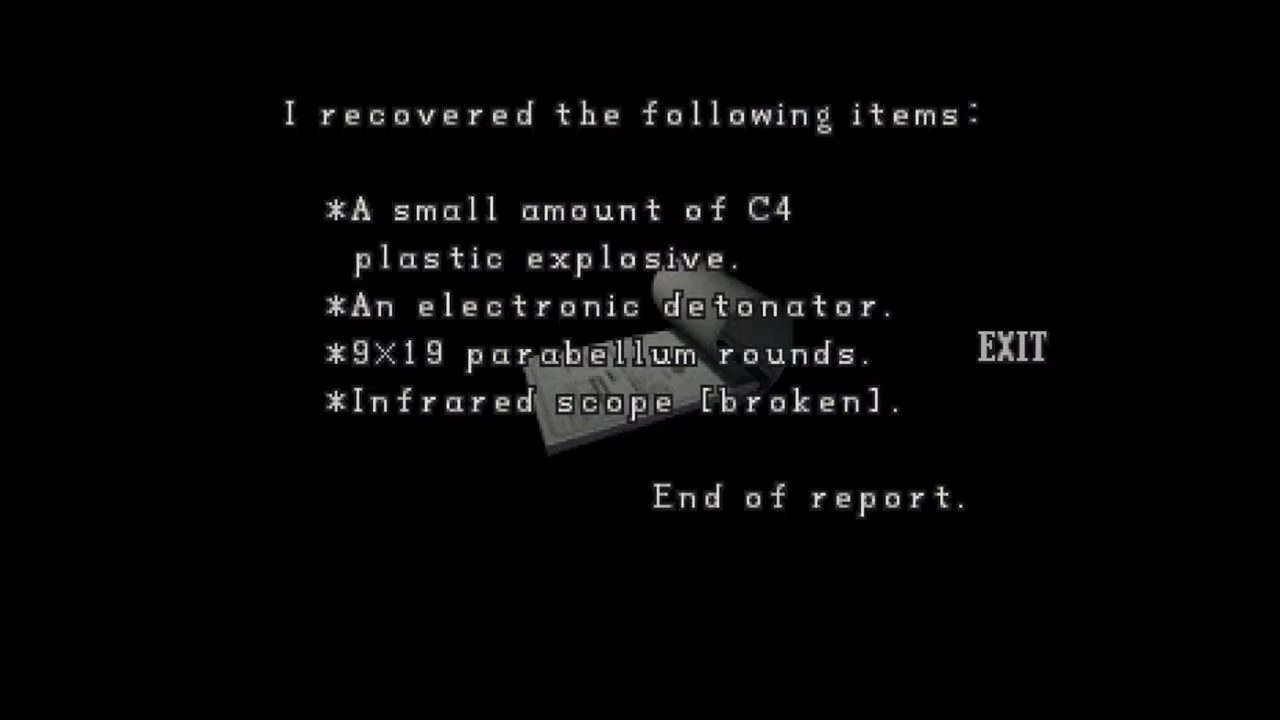 I recovered the following items:
*A small amount of C4
plastic explosive.
*An electronic detonator.
*9×19 parabellum rounds.
EXIT
*Infrared scope [broken].
End of report.